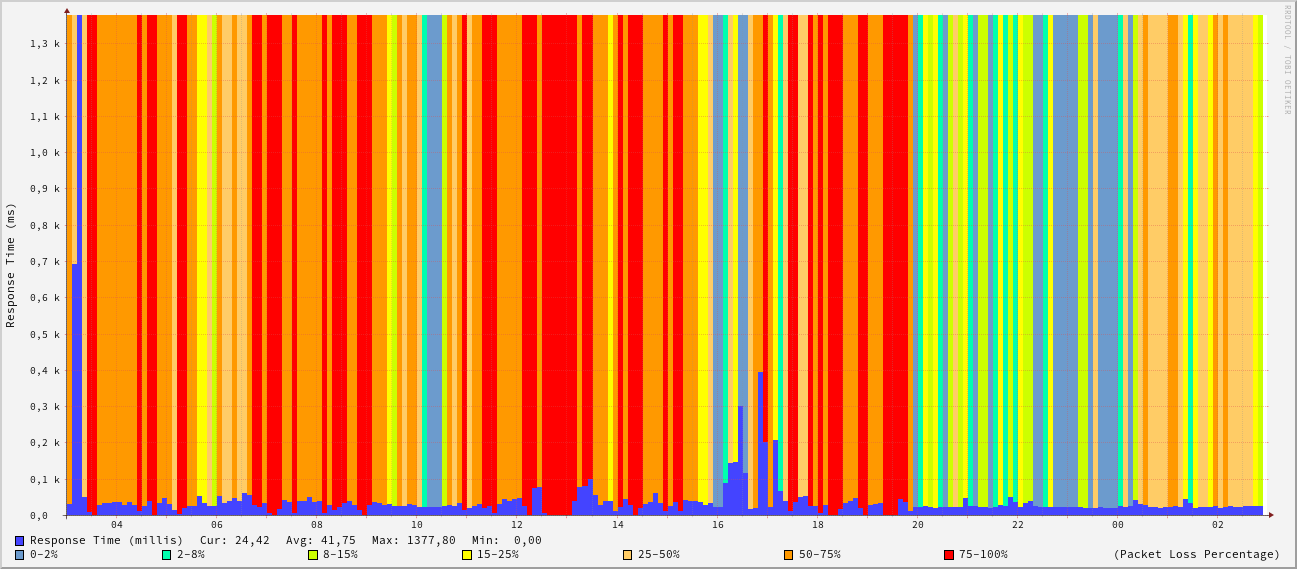 RRDTOOL / TOBI OETIKER
Response Time (ms)
1,3 k
1,2 k
1,1 k
1,0 k
0,9 k
0,8 k
0,7 k
0,6 k
0,5 k
0,4 k
0,3 k
0,2 k
0,1 k
0,0
04 06 08 10 12 14 16 18 20 22 00 02
Response Time (millis) Cur: 24,42 Avg: 41,75 Max: 1377,80 Min: 0,00
0-2% 2-8% 8-15% 15-25% 25-50% 50-75% 75-100% (Packet Loss Percentage)